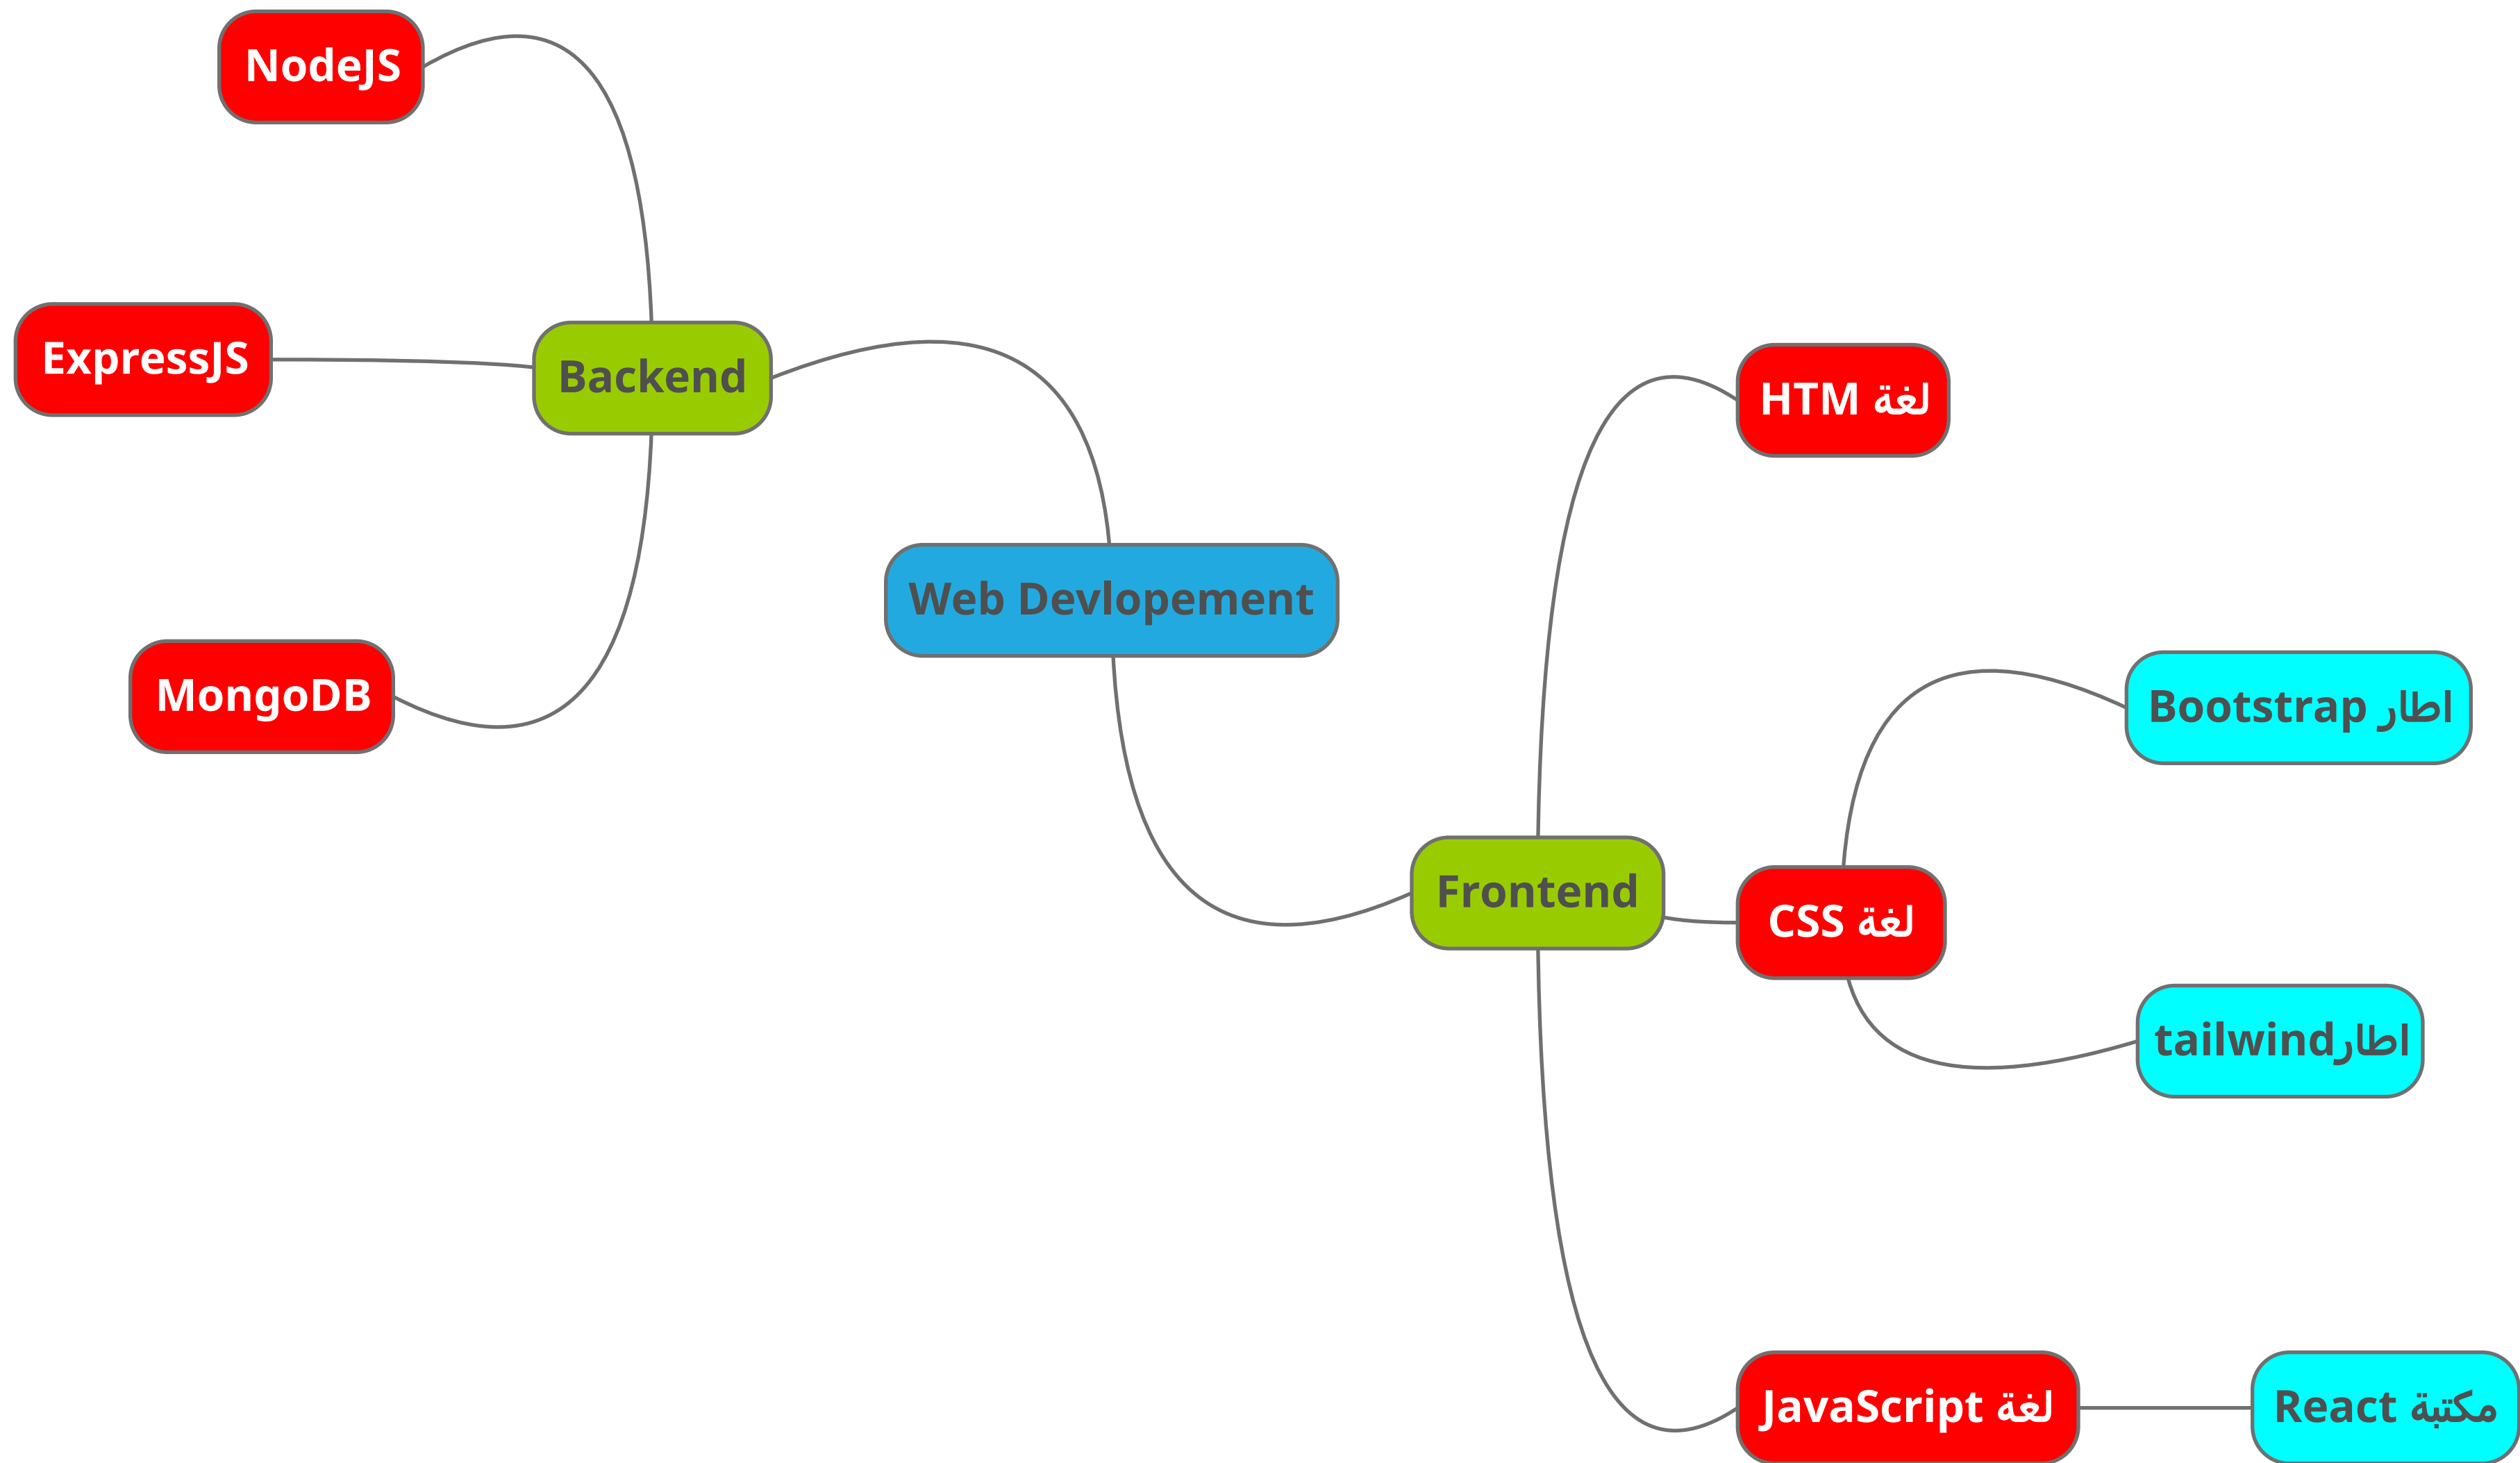 NodeJS
ExpressJS
Backend
HTM لغة
Web Devlopement
MongoDB
Bootstrap اطار
Frontend
CSS لغة
tailwindاطار
JavaScript لغة
React مكتبة